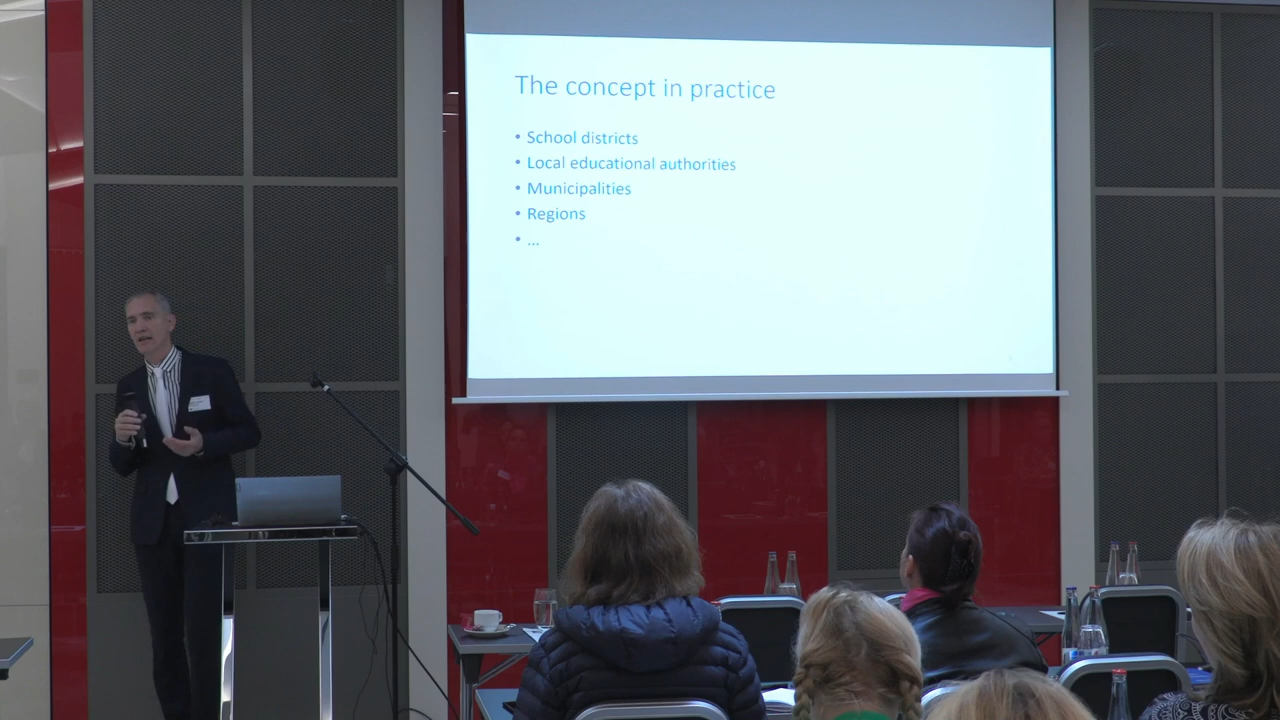 The concept in practice
• School districts
• Local educational authorities
• Municipalities
• Regions
• ...